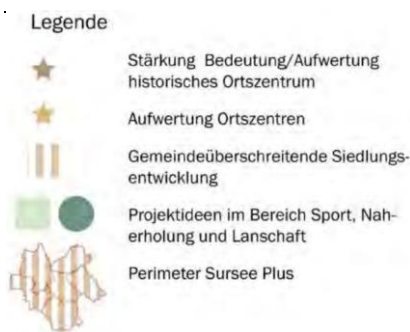 Legende
Stärkung Bedeutung/Aufwertung
historisches Ortszentrum
Aufwertung Ortszentren
Gemeindeüberschreitende Siedlungs-
entwicklung
Projektideen im Bereich Sport, Nah-
erholung und Lanschaft
Perimeter Sursee Plus